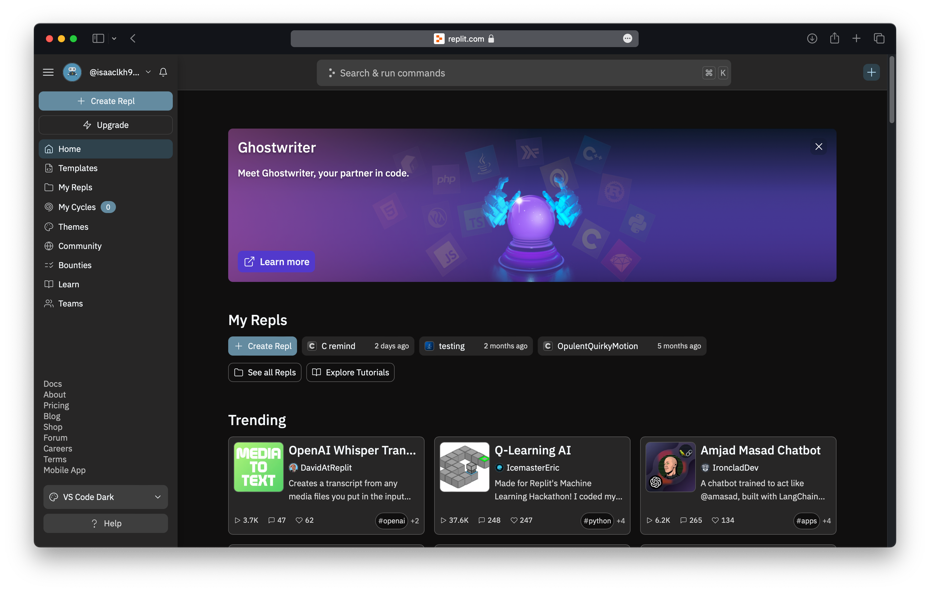 replit.com
@isaaclkh9...
Search & run commands
⌘ K
+ Create Repl
Upgrade
Home
Templates
My Repls
My Cycles 0
Themes
Community
Bounties
Learn
Teams
Docs
About
Pricing
Blog
Shop
Forum
Careers
Terms
Mobile App
VS Code Dark
? Help
Ghostwriter
Meet Ghostwriter, your partner in code.
php
JS
Learn more
My Repls
+ Create Repl
C remind 2 days ago
testing 2 months ago
OpulentQuirkyMotion 5 months ago
See all Repls
Explore Tutorials
Trending
MEDIA
TO
TEXT
OpenAI Whisper Tran...
DavidAtReplit
Creates a transcript from any
media files you put in the input...
3.7K 47 62
#openai +2
Q-Learning AI
IcemasterEric
Made for Replit's Machine
Learning Hackathon! I coded my...
37.6K 248 247
#python +4
Amjad Masad Chatbot
IroncladDev
A chatbot trained to act like
@amasad, built with LangChain...
6.2K 265 134
#apps +4